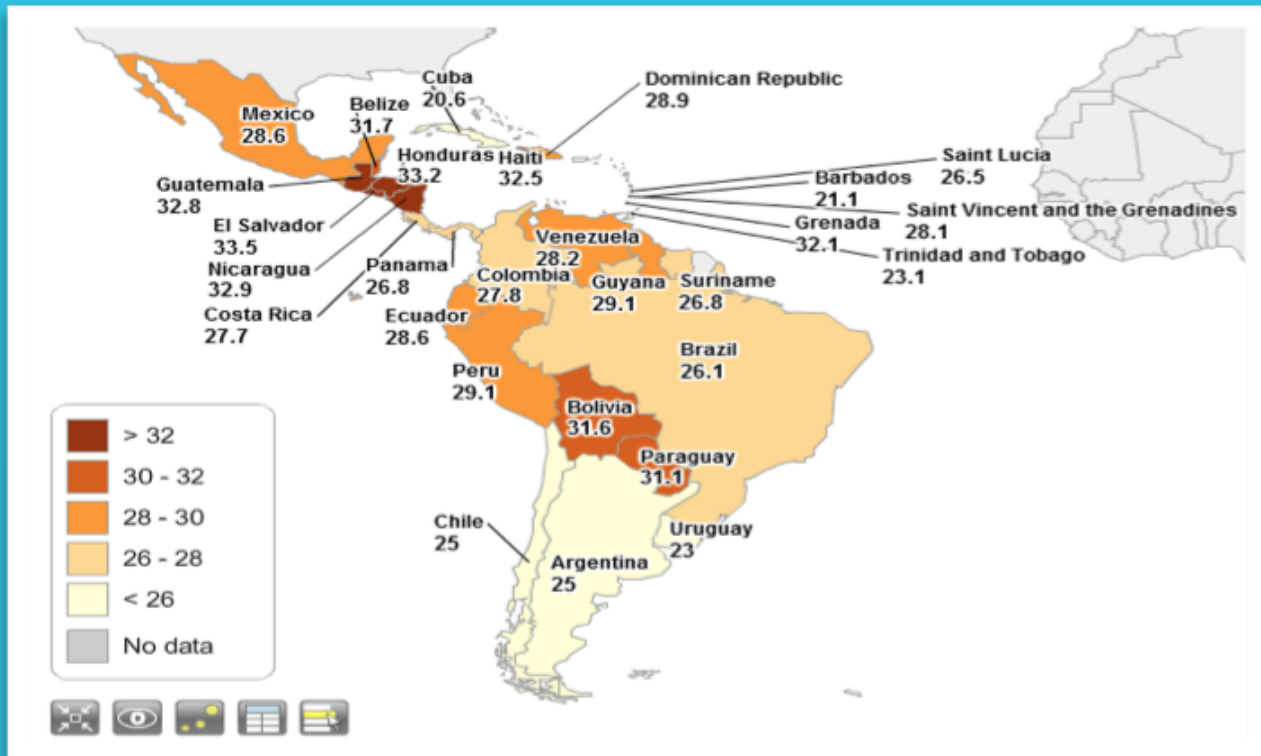 Cuba
20.6
Dominican Republic
28.9
Mexico
28.6
Belize
31.7
Honduras
33.2
Haiti
32.5
Saint Lucia
26.5
Barbados
21.1
Guatemala
32.8
Saint Vincent and the Grenadines
28.1
Grenada
32.1
El Salvador
33.5
Venezuela
28.2
Trinidad and Tobago
23.1
Nicaragua
32.9
Panama
26.8
Colombia
27.8
Guyana
29.1
Suriname
26.8
Costa Rica
27.7
Ecuador
28.6
Brazil
26.1
Peru
29.1
Bolivia
31.6
Paraguay
31.1
Chile
25
Uruguay
23
Argentina
25
> 32
30 - 32
28 - 30
26 - 28
< 26
No data